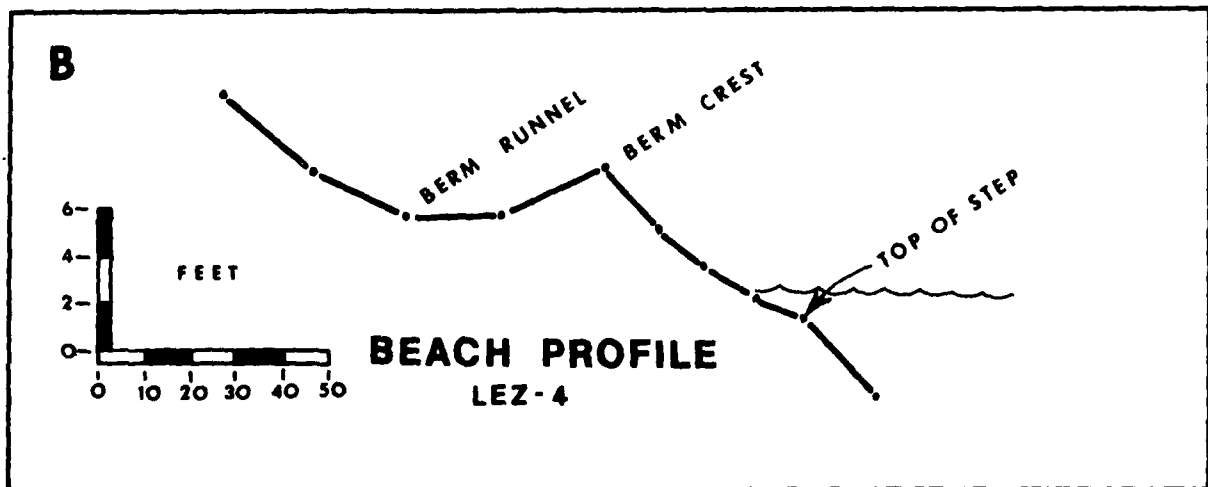 B
BERM RUNNEL
BERM CREST
TOP OF STEP
6-
4-
2-
0-
FEET
0 10 20 30 40 50
BEACH PROFILE
LEZ-4